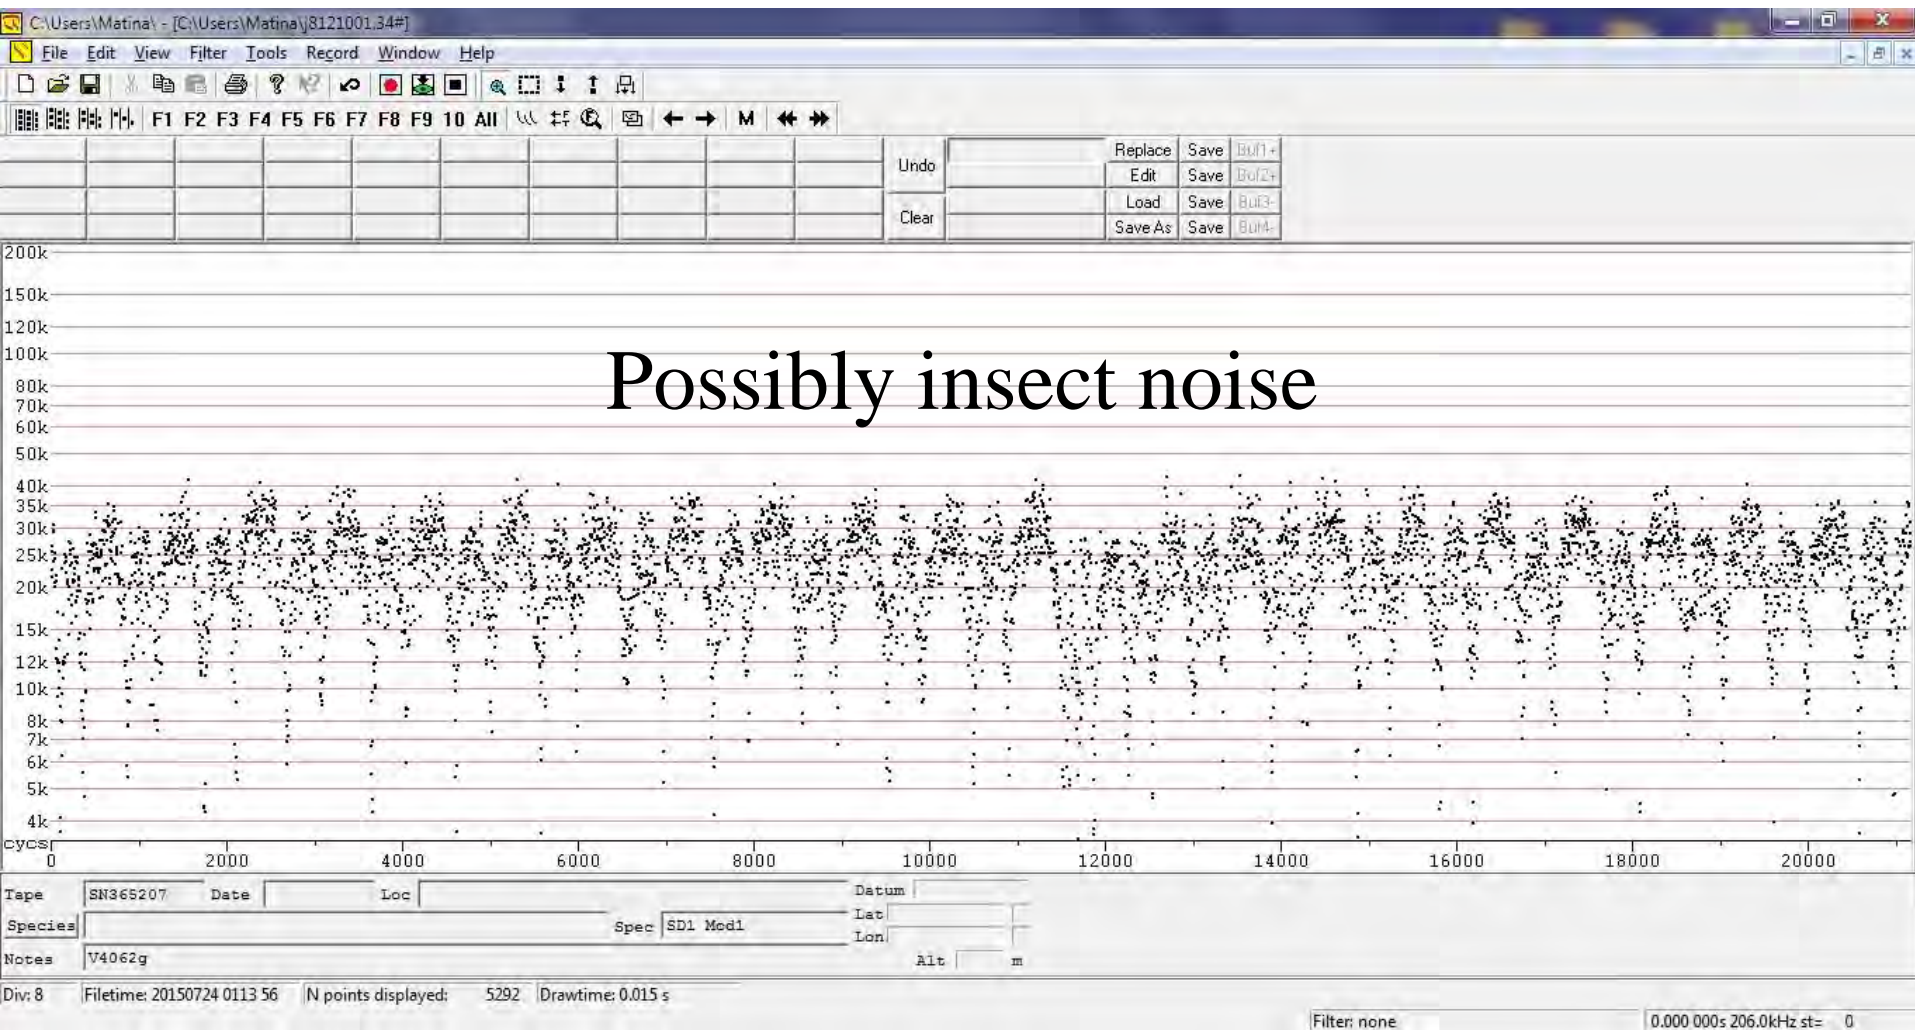 C:\Users\Matina\ - [C:\Users\Matina\j8121001.34#]
File Edit View Filter Tools Record Window Help
F1 F2 F3 F4 F5 F6 F7 F8 F9 10 All M
Undo Replace Save Buf1+
Edit Save Buf2+
Clear Load Save Buf3-
Save As Save Buf4-
200k
150k
120k
100k
Possibly insect noise
80k
70k
60k
50k
40k
35k
30k
25k
20k
15k
12k
10k
8k
7k
6k
5k
4k
cycs
0 2000 4000 6000 8000 10000 12000 14000 16000 18000 20000
Tape SN365207 Date Loc Datum
Species Spec SD1 Mod1 Lat
Lon
Notes V4062g Alt m
Div: 8 Filetime: 20150724 0113 56 N points displayed: 5292 Drawtime: 0.015 s
Filter: none 0.000 000s 206.0kHz st= 0